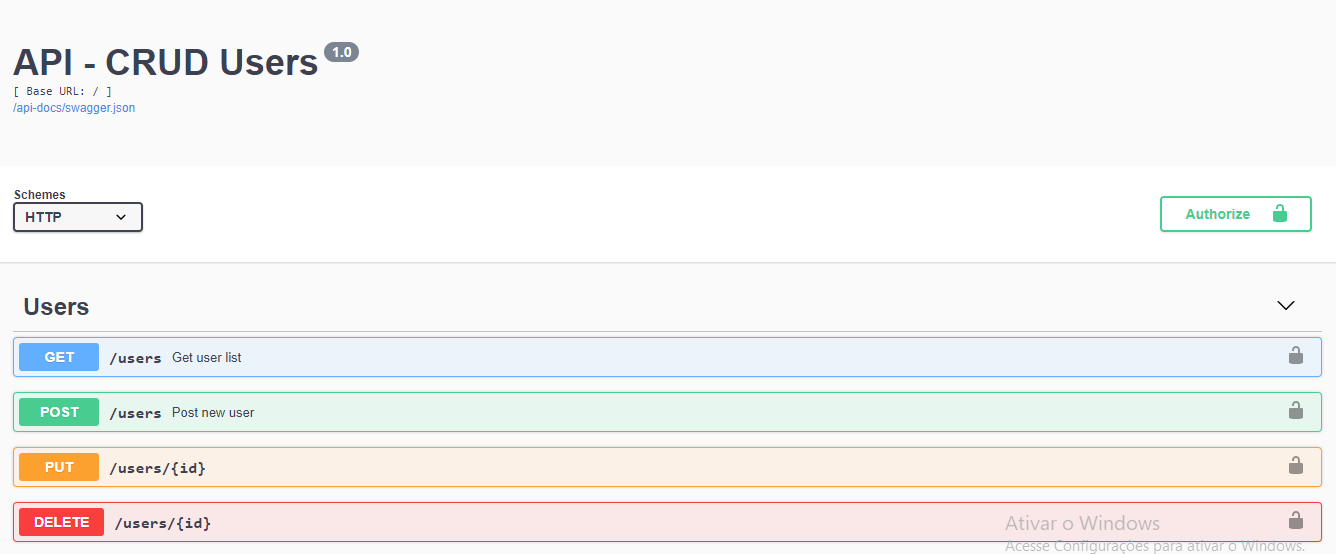 API - CRUD Users 1.0
[ Base URL: / ]
/api-docs/swagger.json
Schemes
HTTP
Authorize
Users
GET /users Get user list
POST /users Post new user
PUT /users/{id}
DELETE /users/{id}
Ativar o Windows
Acesse Configurações para ativar o Windows.